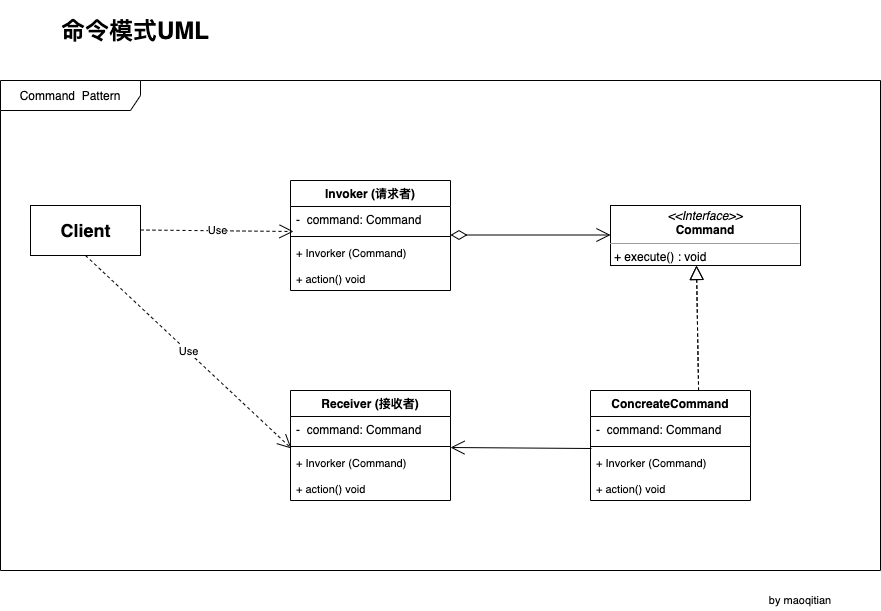 命令模式UML
Command Pattern
Invoker (请求者)
- command: Command
+ Invorker (Command)
+ action() void
<<Interface>>
Command
+ execute() : void
Client
Use
Use
Receiver (接收者)
- command: Command
+ Invorker (Command)
+ action() void
ConcreateCommand
- command: Command
+ Invorker (Command)
+ action() void
by maoqitian